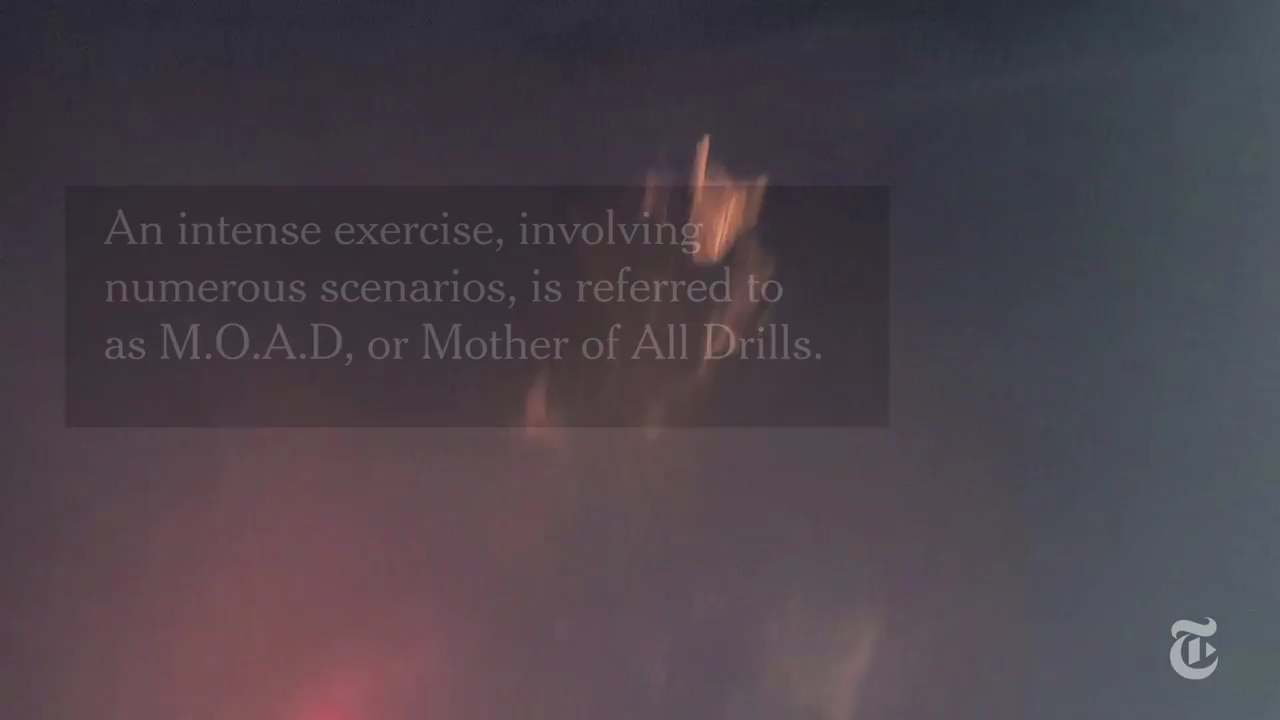 An intense exercise, involving
numerous scenarios, is referred to
as M.O.A.D, or Mother of All Drills.